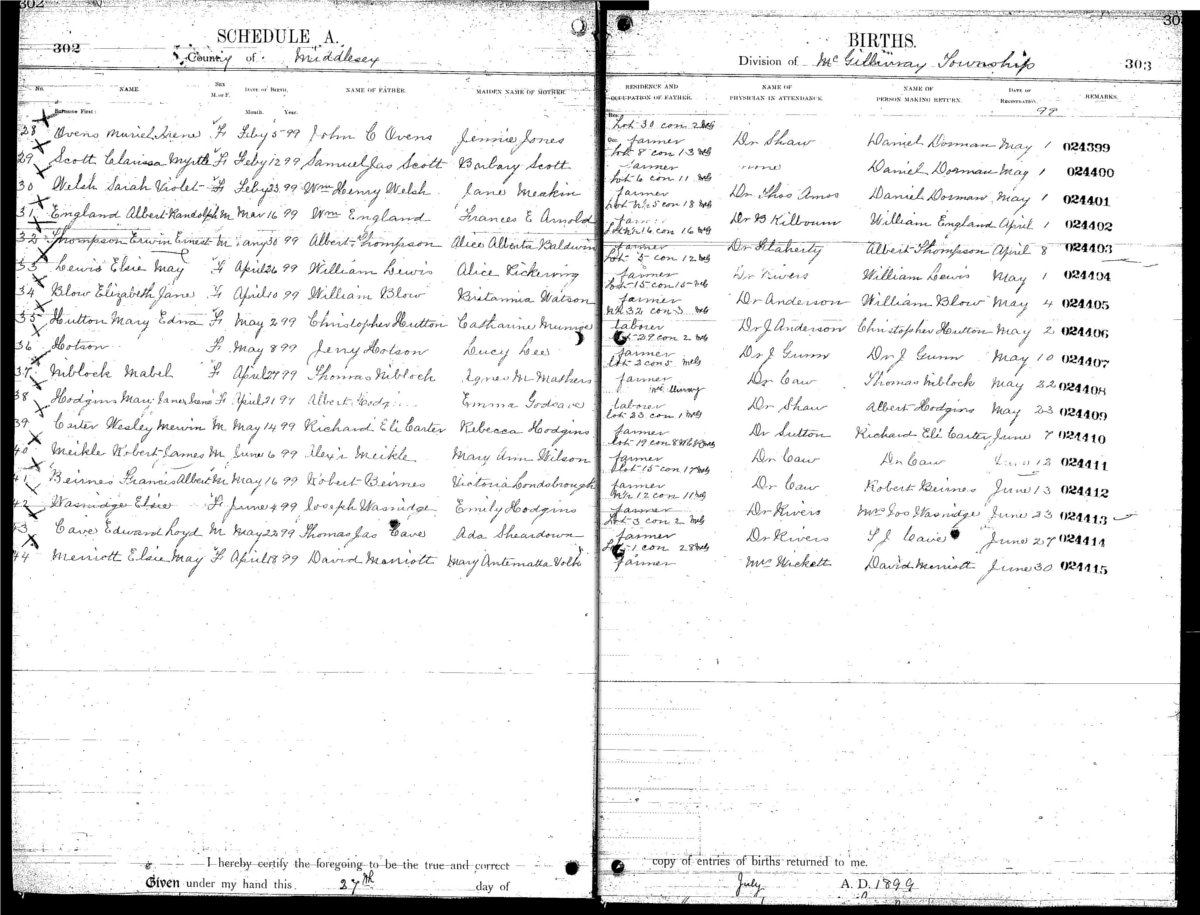 302
302
SCHEDULE A.
County of Middlesex
No.
NAME.
SEX M. or F.
DATE OF BIRTH.
NAME OF FATHER.
MAIDEN NAME OF MOTHER.
Surname First:
Month. Year.
28 Ovens Muriel Irene F Feby 5 99 John C Ovens Jennie Jones
29 Scott Clarissa Myrtle F Feby 12 99 Samuel Jas Scott Barbary Scott
30 Welsh Sarah Violet F Feby 23 99 Wm Henry Welsh Jane Meakin
31 England Albert Randolph M Mar 16 99 Wm England Frances E Arnold
32 Thompson Erwin Ernest M Jany 30 99 Albert Thompson Alice Alberta Baldwin
33 Lewis Elsie May F April 26 99 William Lewis Alice Pickering
34 Blow Elizabeth Jane F April 10 99 William Blow Britannia Watson
35 Hutton Mary Edna F May 2 99 Christopher Hutton Catharine Munroe
36 Hotson F May 8 99 Jerry Hotson Lucy Lee
37 Niblock Mabel F April 27 99 Thomas Niblock Agnes M Mathers
38 Hodgins Mary F April 21 9 Albert Emma
39 Carter Wesley Merwin M May 14 99 Richard Eli Carter Rebecca Hodgins
40 Meikle Robert James M June 6 99 Alex Meikle Mary Ann Wilson
41 Beirnes Francis Albert M May 16 99 Robert Beirnes Victoria Londsbrough
42 Wasnidge Elsie F June 4 99 Joseph Wasnidge Emily Hodgins
43 Cave Edward Loyd M May 22 99 Thomas Jas Cave Ada Sheardown
44 Merriott Elsie May F April 18 99 David Merriott Mary Volk
I hereby certify the foregoing to be the true and correct
Given under my hand this 27th day of
BIRTHS.
Division of McGillivray Township
303
RESIDENCE AND OCCUPATION OF FATHER.
NAME OF PHYSICIAN IN ATTENDANCE.
NAME OF PERSON MAKING RETURN.
DATE OF REGISTRATION.
REMARKS.
99
Res.
Lot 30 con 2
Occ. farmer Dr Shaw Daniel Dorman May 1 024399
Lot 8 con 13
farmer none Daniel Dorman May 1 024400
Lot 6 con 11
farmer Dr Thos Amos Daniel Dorman May 1 024401
Lot 5 con 18
farmer Dr B Kilbourn William England April 1 024402
Lot 16 con 16
farmer Dr Flaherty Albert Thompson April 8 024403
Lot 5 con 12
farmer Dr Rivers William Lewis May 1 024404
Lot 15 con 15
farmer Dr Anderson William Blow May 4 024405
32 con 3
laborer Dr J Anderson Christopher Hutton May 2 024406
Lot 29 con 2
farmer Dr J Gunn Dr J Gunn May 10 024407
Lot 2 con 5
farmer Dr Caw Thomas Niblock May 22 024408
laborer Dr Shaw Albert Hodgins May 23 024409
Lot 23 con 1
farmer Dr Sutton Richard Eli Carter June 7 024410
Lot 19 con
farmer Dr Caw Dr Caw June 12 024411
Lot 15 con 17
farmer Dr Caw Robert Beirnes June 13 024412
12 con 11
farmer Dr Rivers Mrs Jos Wasnidge June 23 024413
Lot 3 con 2
farmer Dr Rivers T J Cave June 27 024414
Lot 1 con 28
farmer Mrs Hickett David Merriott June 30 024415
copy of entries of births returned to me.
July A. D. 1899